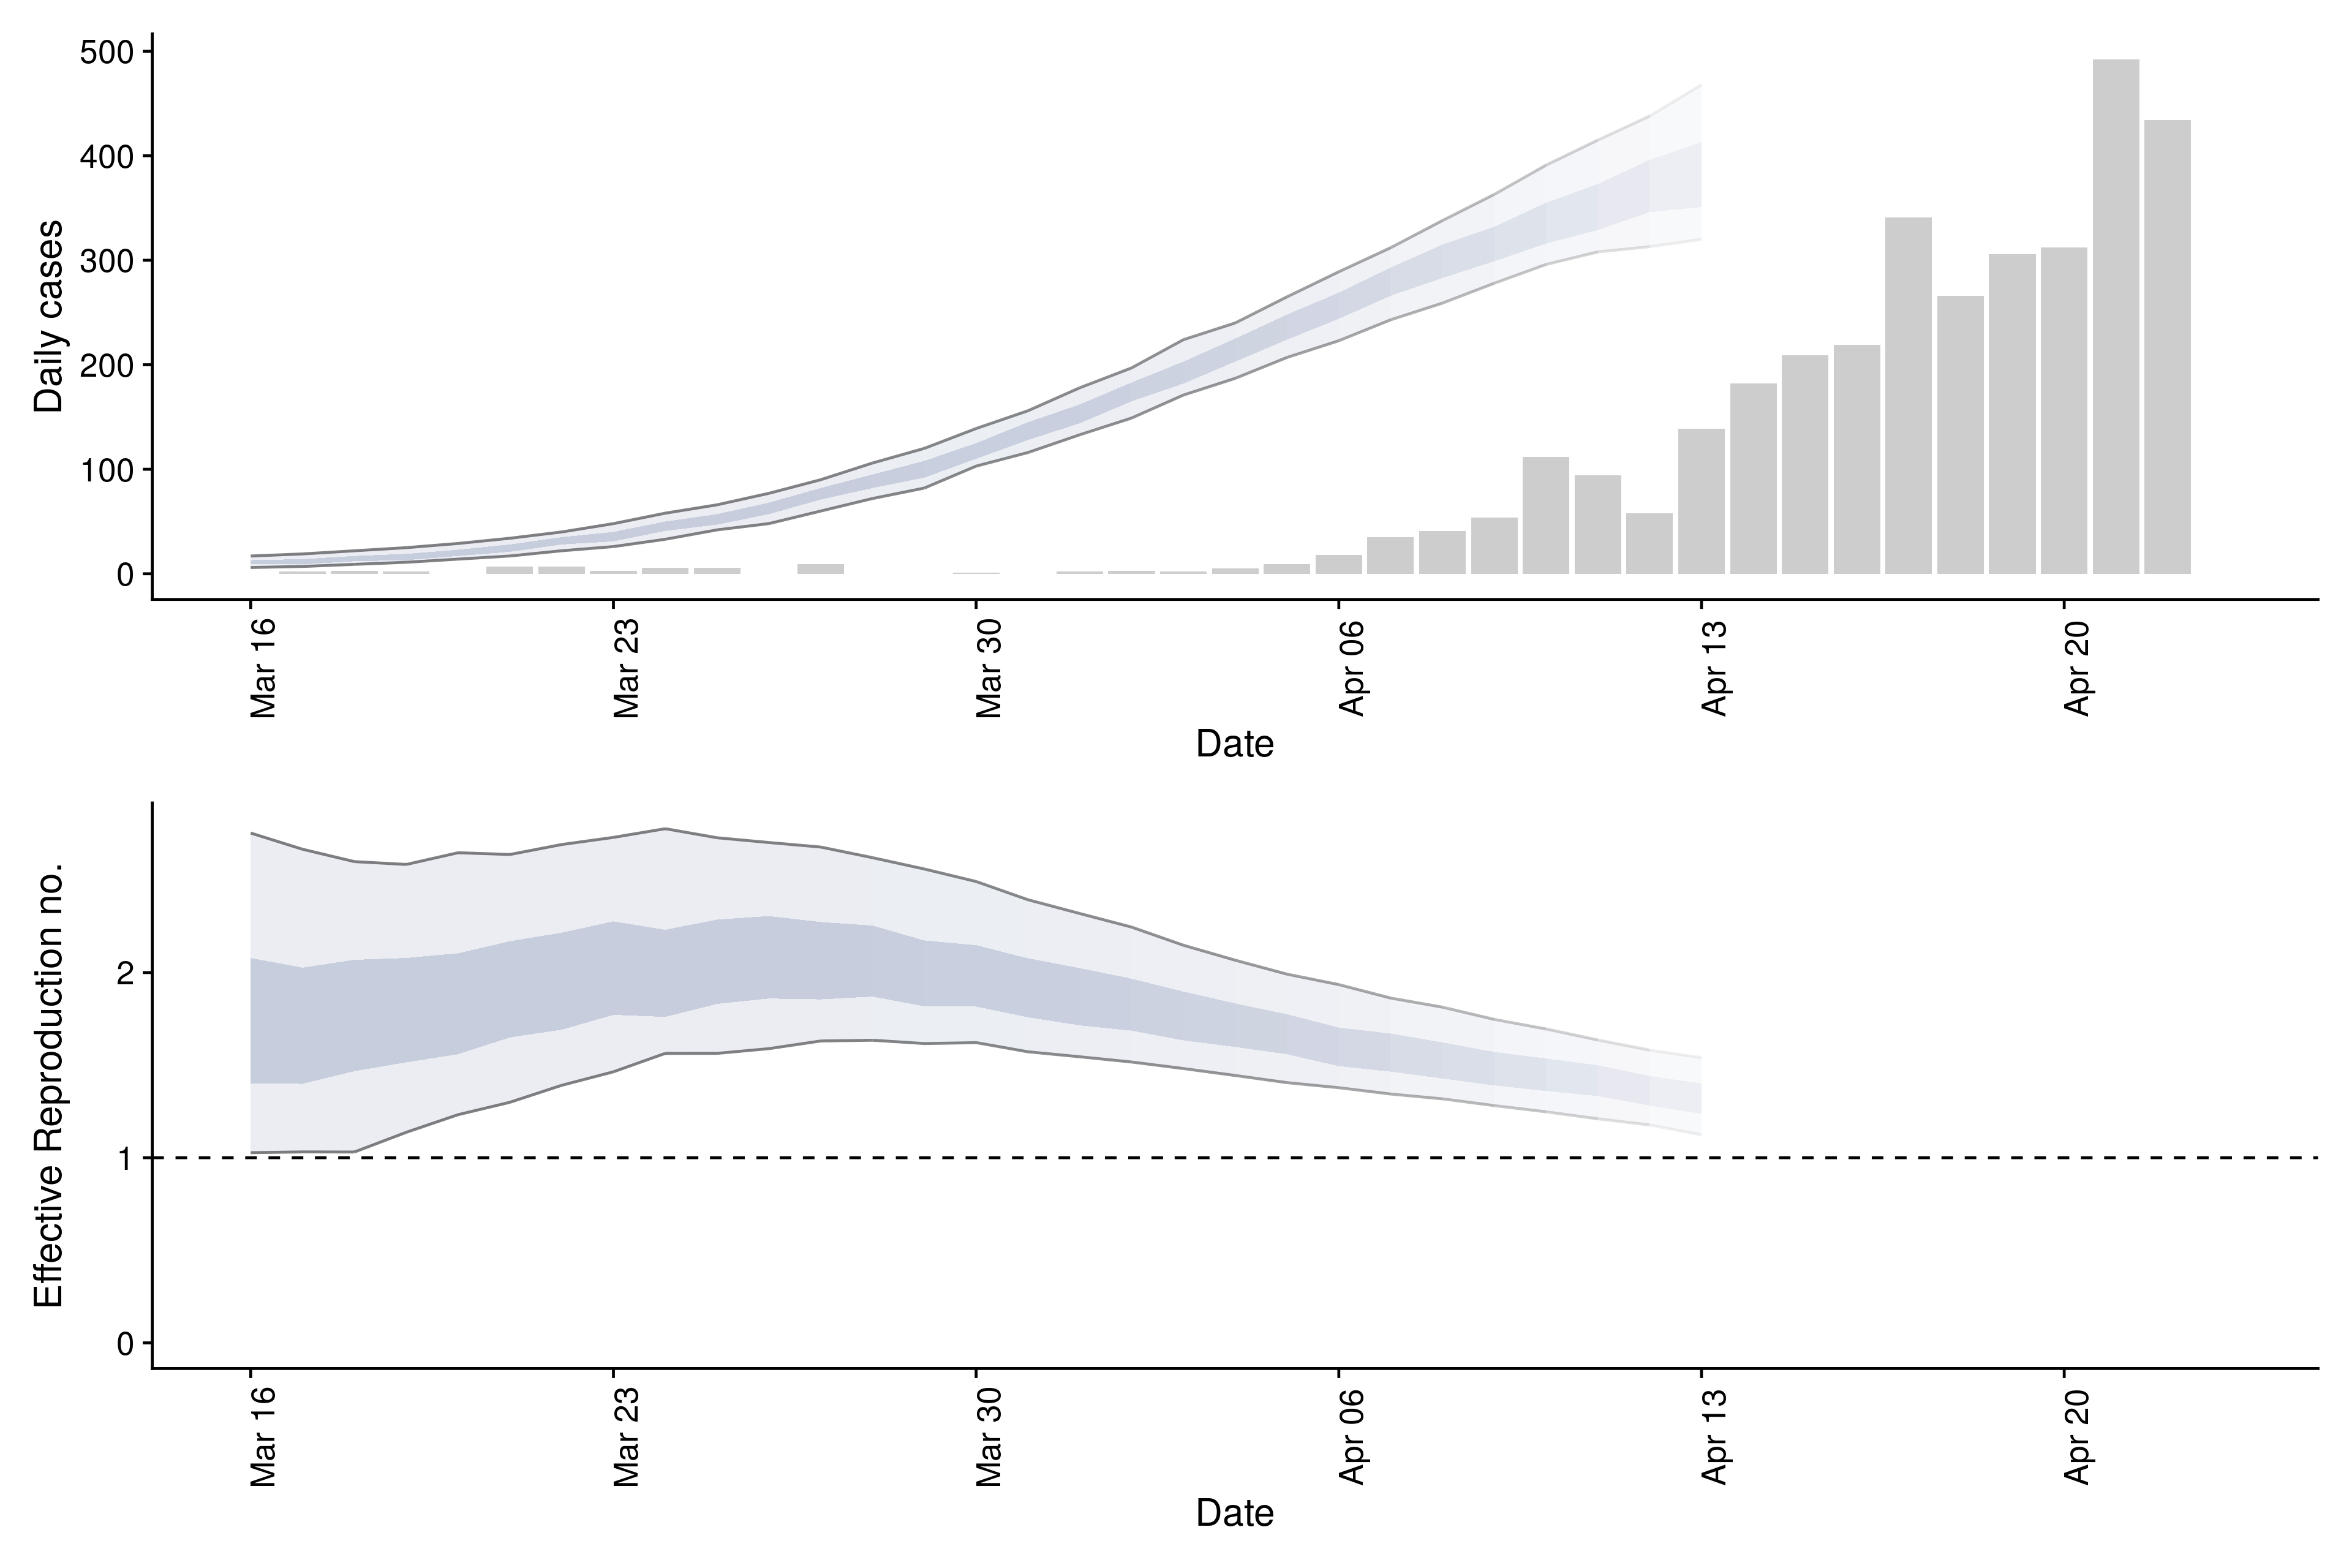 Daily cases
500
400
300
200
100
0
Mar 16
Mar 23
Mar 30
Apr 06
Apr 13
Apr 20
Date
Effective Reproduction no.
2
1
0
Mar 16
Mar 23
Mar 30
Apr 06
Apr 13
Apr 20
Date